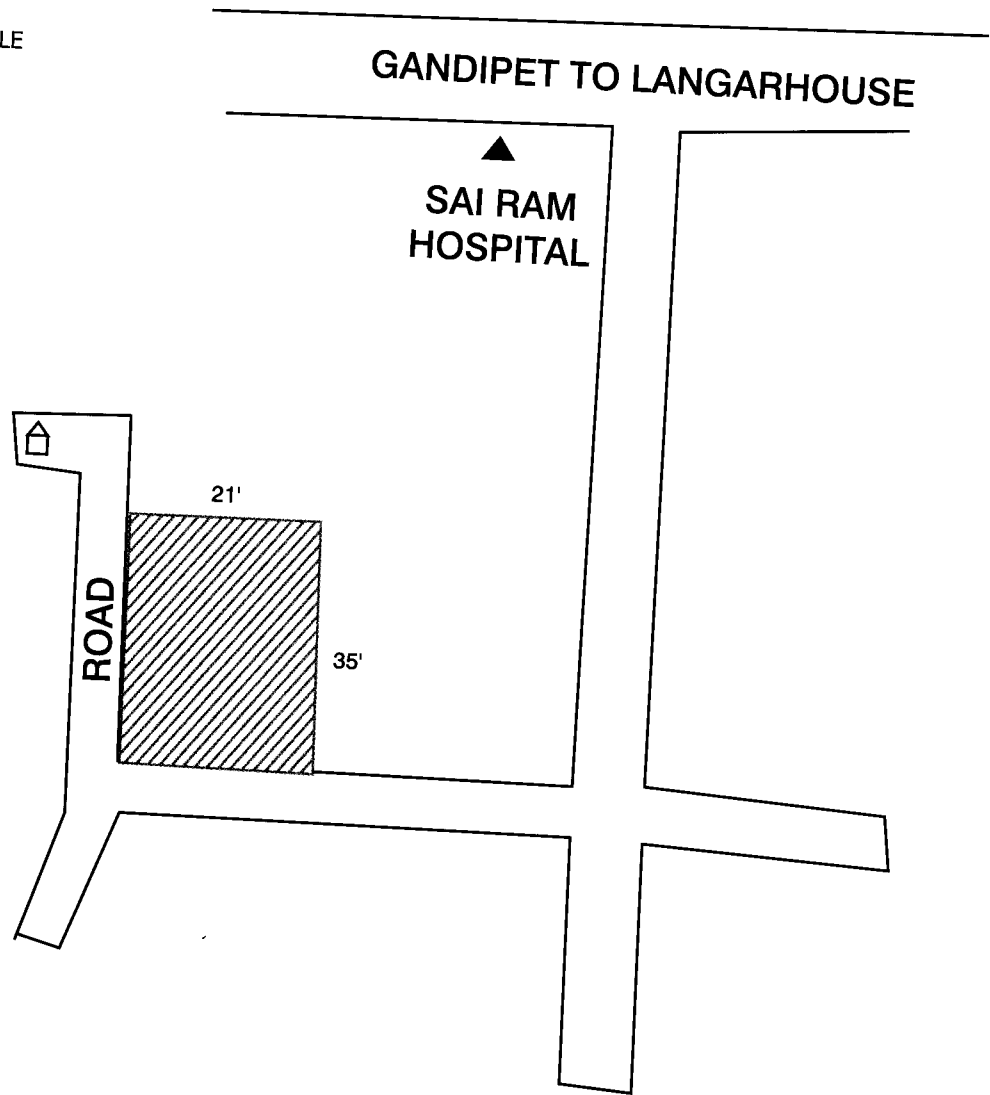 LE
GANDIPET TO LANGARHOUSE
SAI RAM
HOSPITAL
21'
ROAD
35'